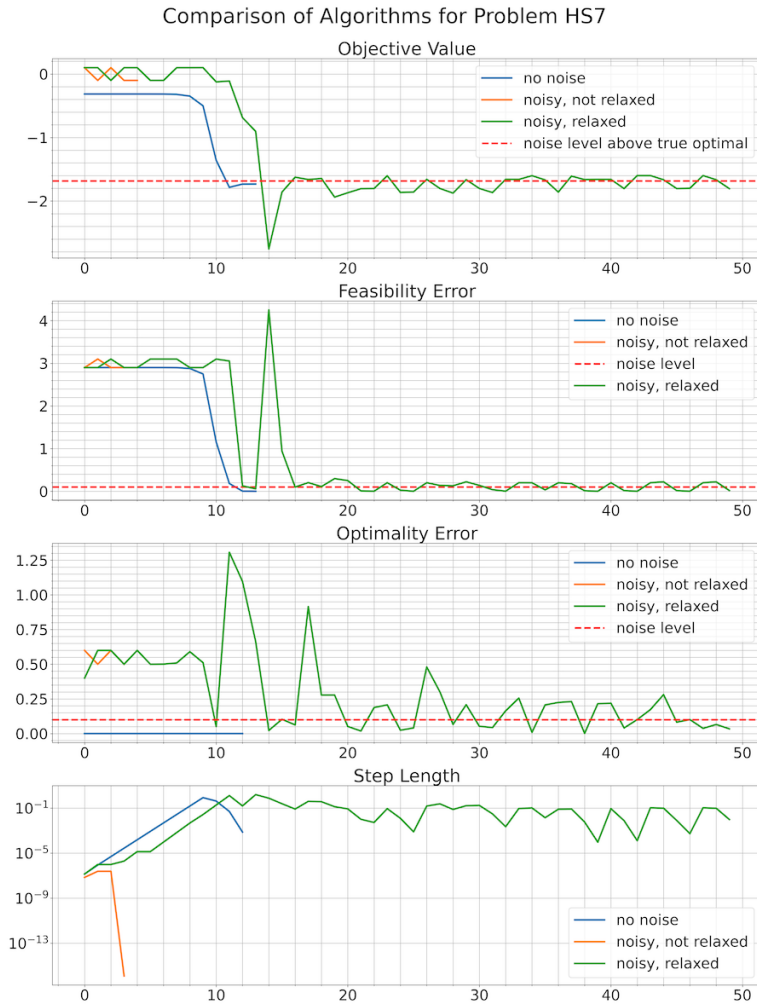 Comparison of Algorithms for Problem HS7
Objective Value
0
−1
−2
no noise
noisy, not relaxed
noisy, relaxed
noise level above true optimal
0 10 20 30 40 50
Feasibility Error
4
3
2
1
0
no noise
noisy, not relaxed
noise level
noisy, relaxed
0 10 20 30 40 50
Optimality Error
1.25
1.00
0.75
0.50
0.25
0.00
no noise
noisy, not relaxed
noisy, relaxed
noise level
0 10 20 30 40 50
Step Length
10⁻¹
10⁻⁵
10⁻⁹
10⁻¹³
no noise
noisy, not relaxed
noisy, relaxed
0 10 20 30 40 50